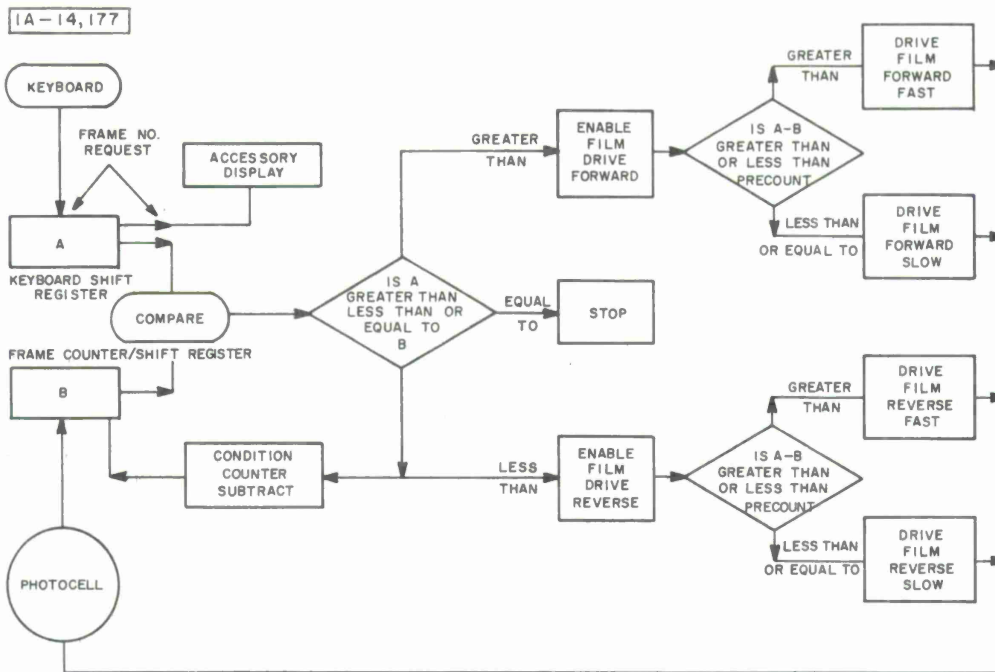 IA-14,177
KEYBOARD
FRAME NO.
REQUEST
ACCESSORY
DISPLAY
A
KEYBOARD SHIFT
REGISTER
COMPARE
FRAME COUNTER/SHIFT REGISTER
B
CONDITION
COUNTER
SUBTRACT
PHOTOCELL
IS A
GREATER THAN
LESS THAN OR
EQUAL TO
B
GREATER
THAN
ENABLE
FILM
DRIVE
FORWARD
IS A-B
GREATER THAN
OR LESS THAN
PRECOUNT
GREATER
THAN
DRIVE
FILM
FORWARD
FAST
LESS THAN
OR EQUAL TO
DRIVE
FILM
FORWARD
SLOW
EQUAL
TO
STOP
LESS
THAN
ENABLE
FILM
DRIVE
REVERSE
IS A-B
GREATER THAN
OR LESS THAN
PRECOUNT
GREATER
THAN
DRIVE
FILM
REVERSE
FAST
LESS THAN
OR EQUAL TO
DRIVE
FILM
REVERSE
SLOW